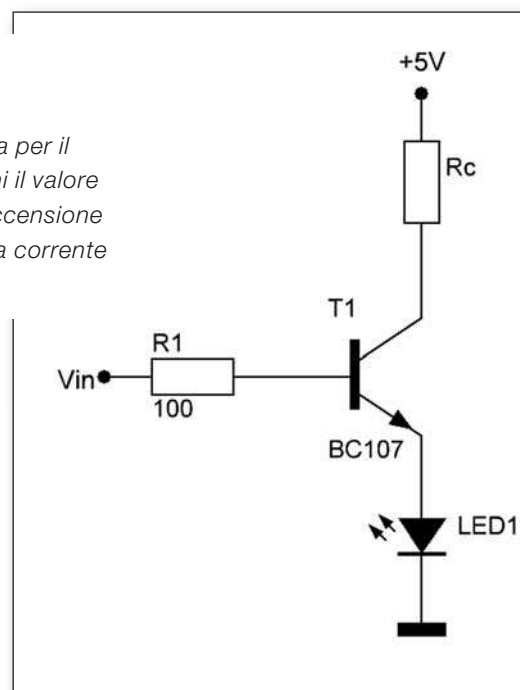 a per il
i il valore
ccensione
a corrente
+5V
Rc
T1
R1
Vin
100
BC107
LED1